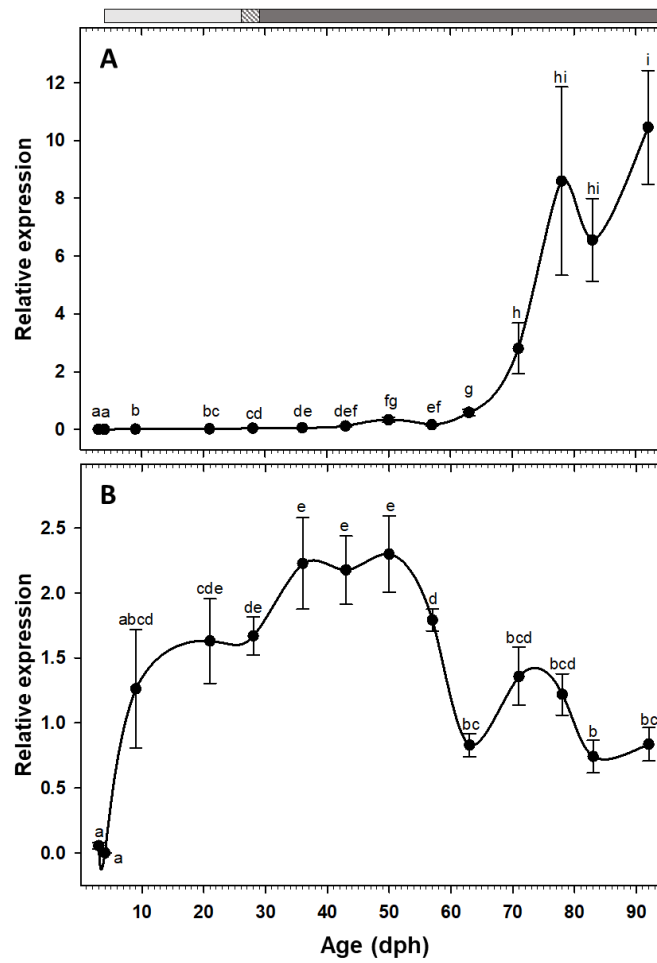 A
12
10
8
6
4
2
0
Relative expression
aa
b
bc
cd
de
def
fg
ef
g
h
hi
hi
i
B
2.5
2.0
1.5
1.0
0.5
0.0
Relative expression
a
a
abcd
cde
de
e
e
e
d
bc
bcd
bcd
b
bc
10 20 30 40 50 60 70 80 90
Age (dph)